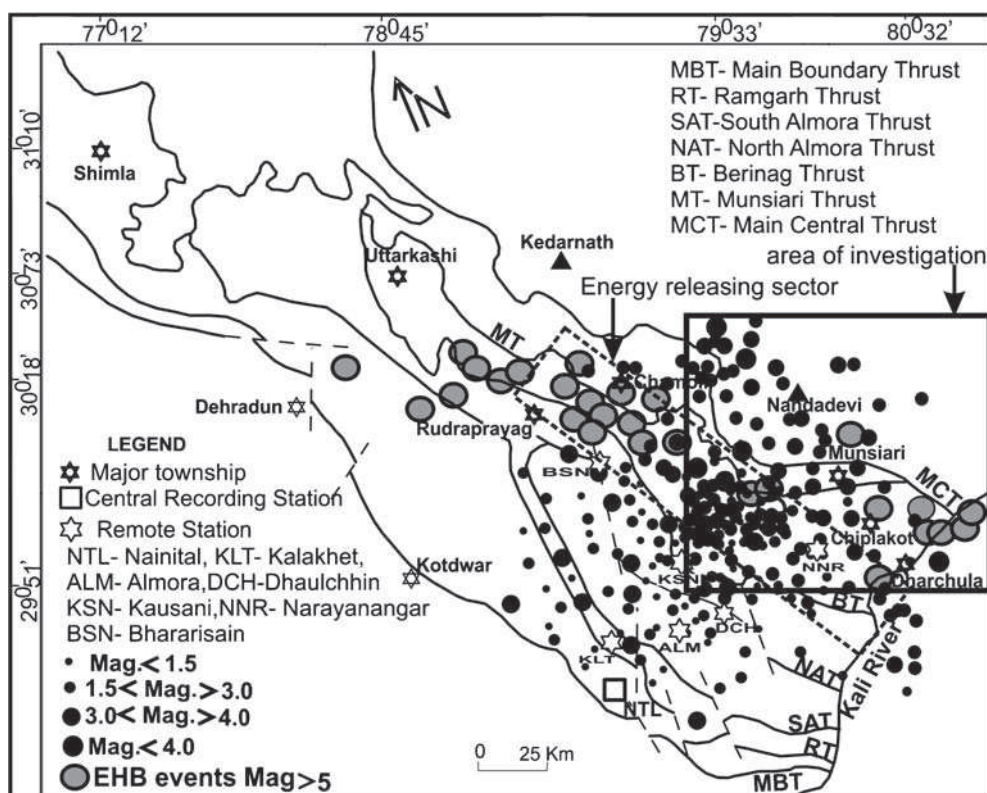 77⁰12'
78⁰45'
79⁰33'
80⁰32'
31⁰10'
30⁰73'
30⁰18'
29⁰51'
N
MBT- Main Boundary Thrust
RT- Ramgarh Thrust
SAT-South Almora Thrust
NAT- North Almora Thrust
BT- Berinag Thrust
MT- Munsiari Thrust
MCT- Main Central Thrust
area of investigation
Energy releasing sector
Shimla
Uttarkashi
Kedarnath
MT
Chamoli
Nandadevi
Munsiari
MCT
Dehradun
Rudraprayag
BSN
Chiplakot
NNR
Dharchula
Kotdwar
KSN
BT
DCH
ALM
KLT
NAT
Kali River
NTL
SAT
RT
MBT
LEGEND
Major township
Central Recording Station
Remote Station
NTL- Nainital, KLT- Kalakhet,
ALM- Almora,DCH-Dhaulchhin
KSN- Kausani,NNR- Narayanangar
BSN- Bhararisain
Mag.< 1.5
1.5< Mag.> 3.0
3.0< Mag.> 4.0
Mag.< 4.0
EHB events Mag>5
0 25 Km